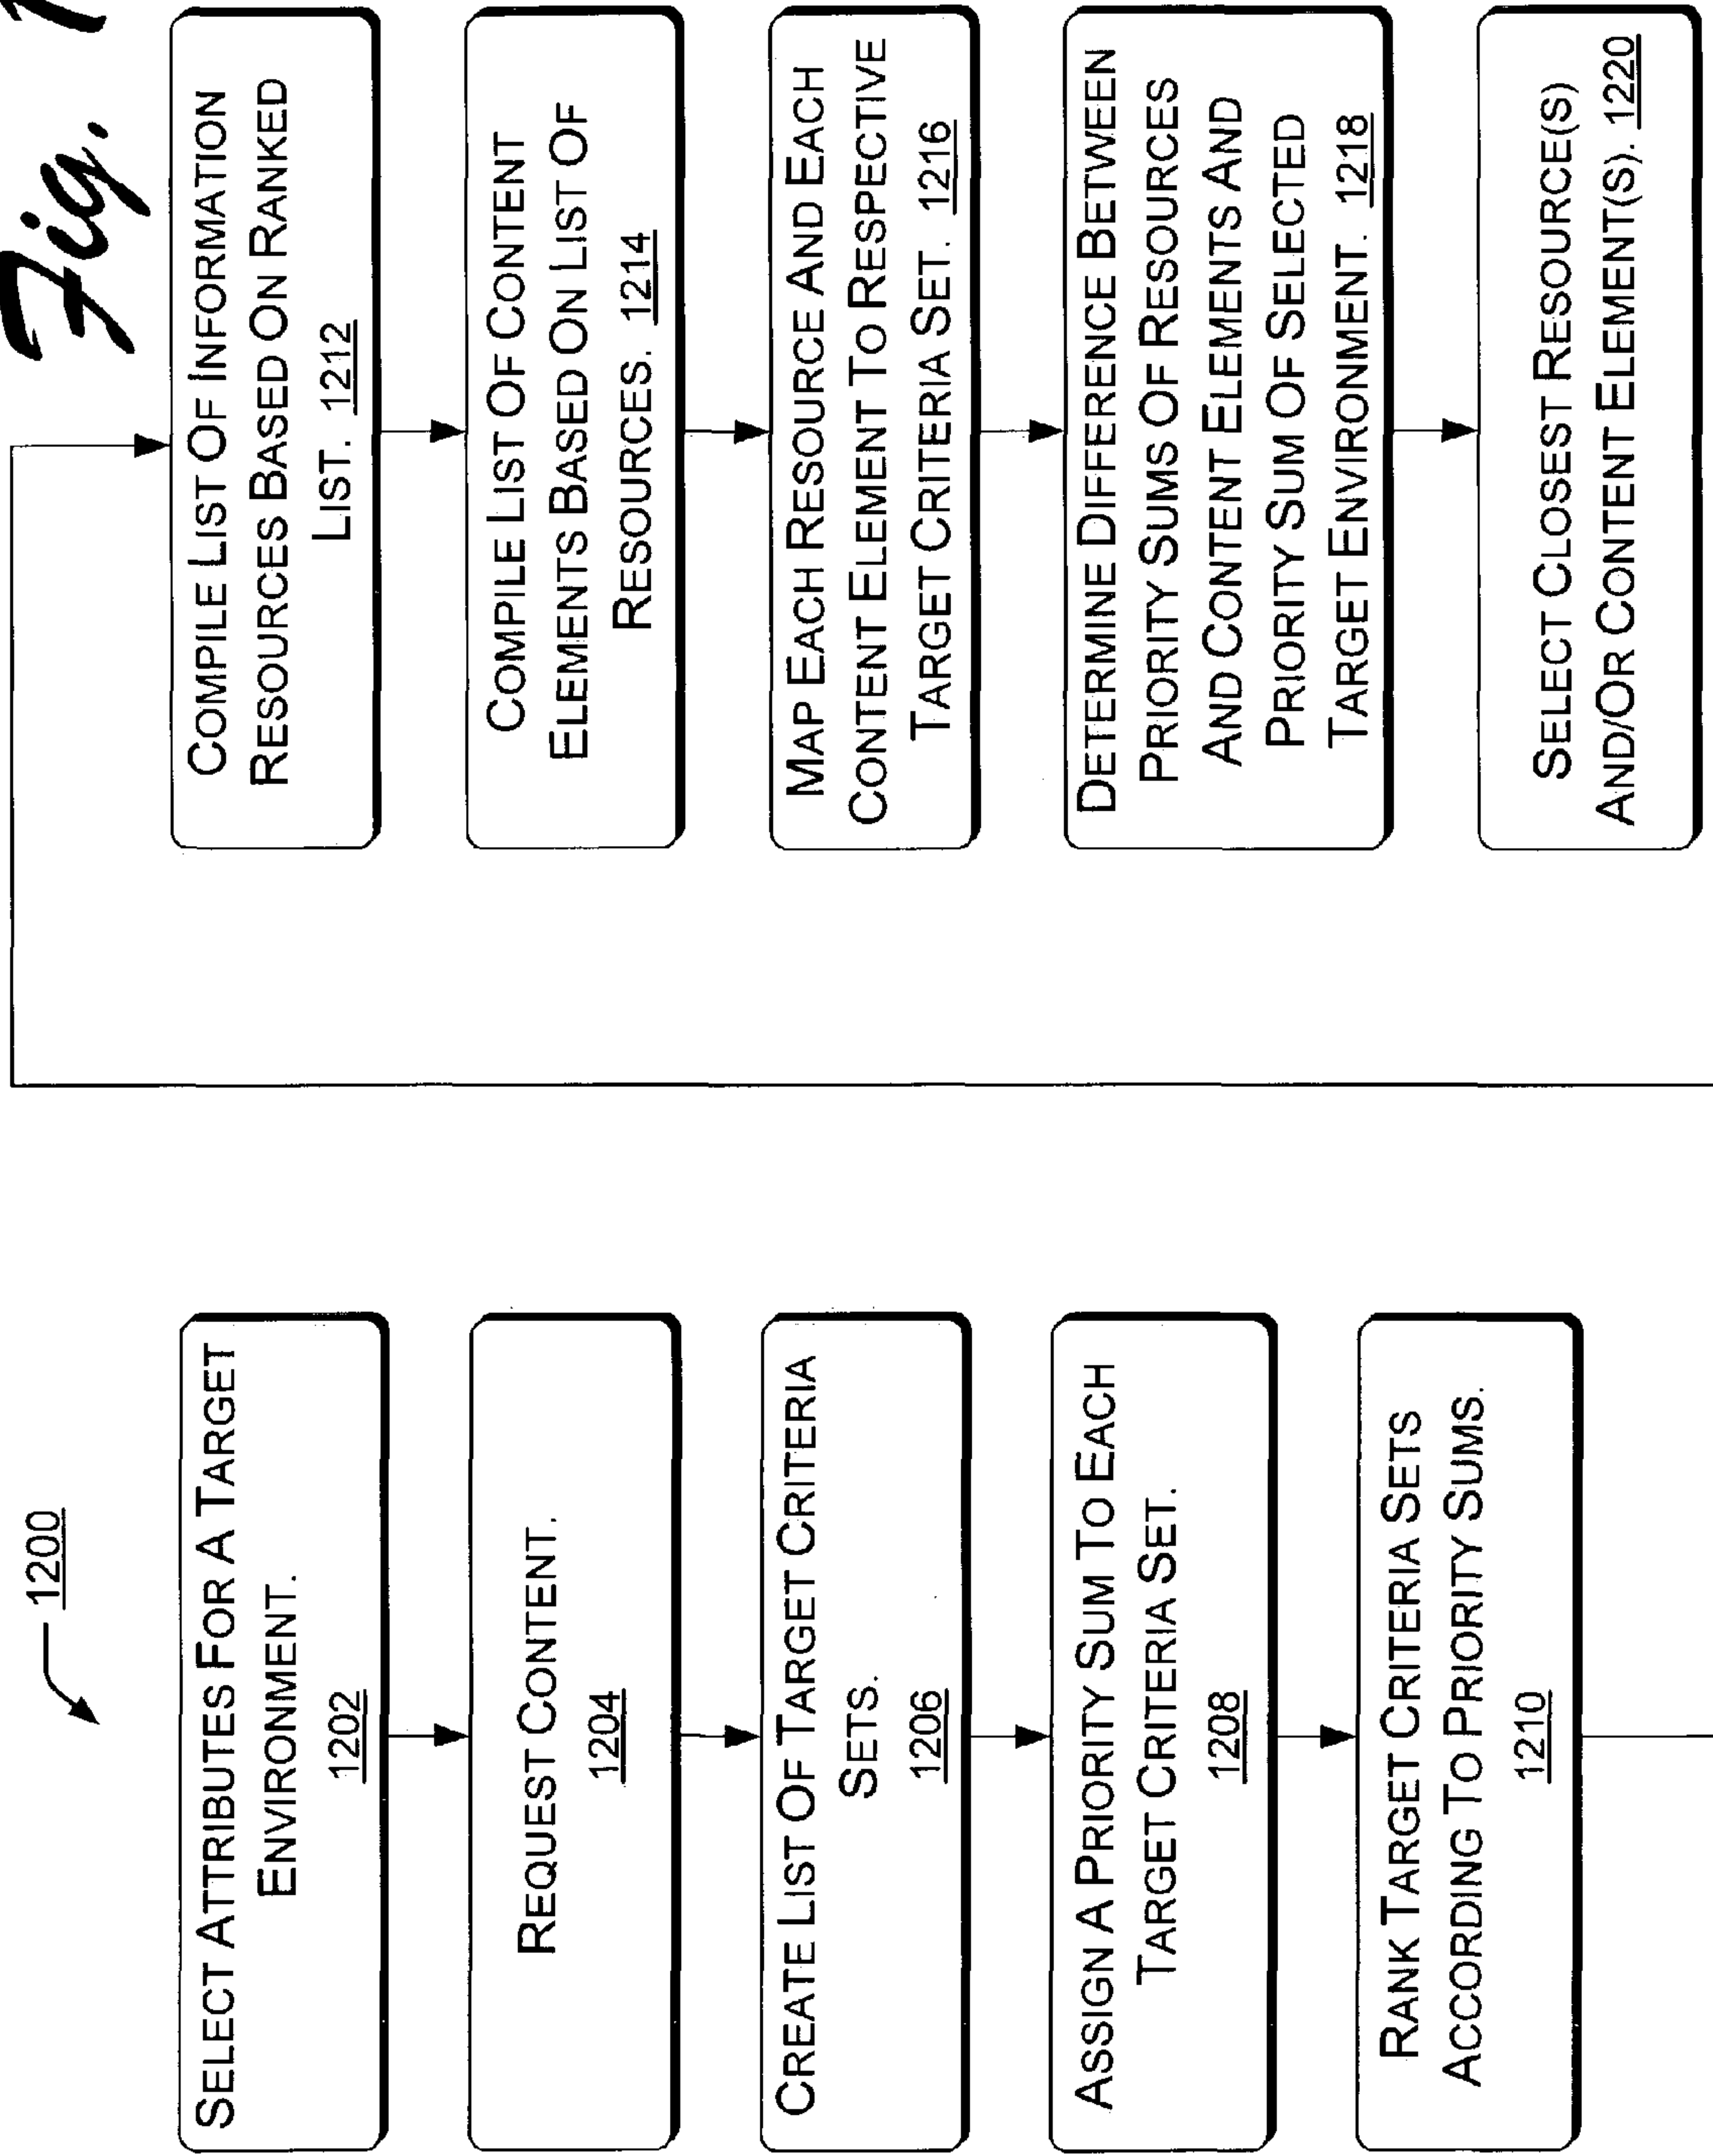 Fig. 1
1200
SELECT ATTRIBUTES FOR A TARGET
ENVIRONMENT.
1202
REQUEST CONTENT.
1204
CREATE LIST OF TARGET CRITERIA
SETS.
1206
ASSIGN A PRIORITY SUM TO EACH
TARGET CRITERIA SET.
1208
RANK TARGET CRITERIA SETS
ACCORDING TO PRIORITY SUMS.
1210
COMPILE LIST OF INFORMATION
RESOURCES BASED ON RANKED
LIST. 1212
COMPILE LIST OF CONTENT
ELEMENTS BASED ON LIST OF
RESOURCES. 1214
MAP EACH RESOURCE AND EACH
CONTENT ELEMENT TO RESPECTIVE
TARGET CRITERIA SET. 1216
DETERMINE DIFFERENCE BETWEEN
PRIORITY SUMS OF RESOURCES
AND CONTENT ELEMENTS AND
PRIORITY SUM OF SELECTED
TARGET ENVIRONMENT. 1218
SELECT CLOSEST RESOURCE(S)
AND/OR CONTENT ELEMENT(S). 1220